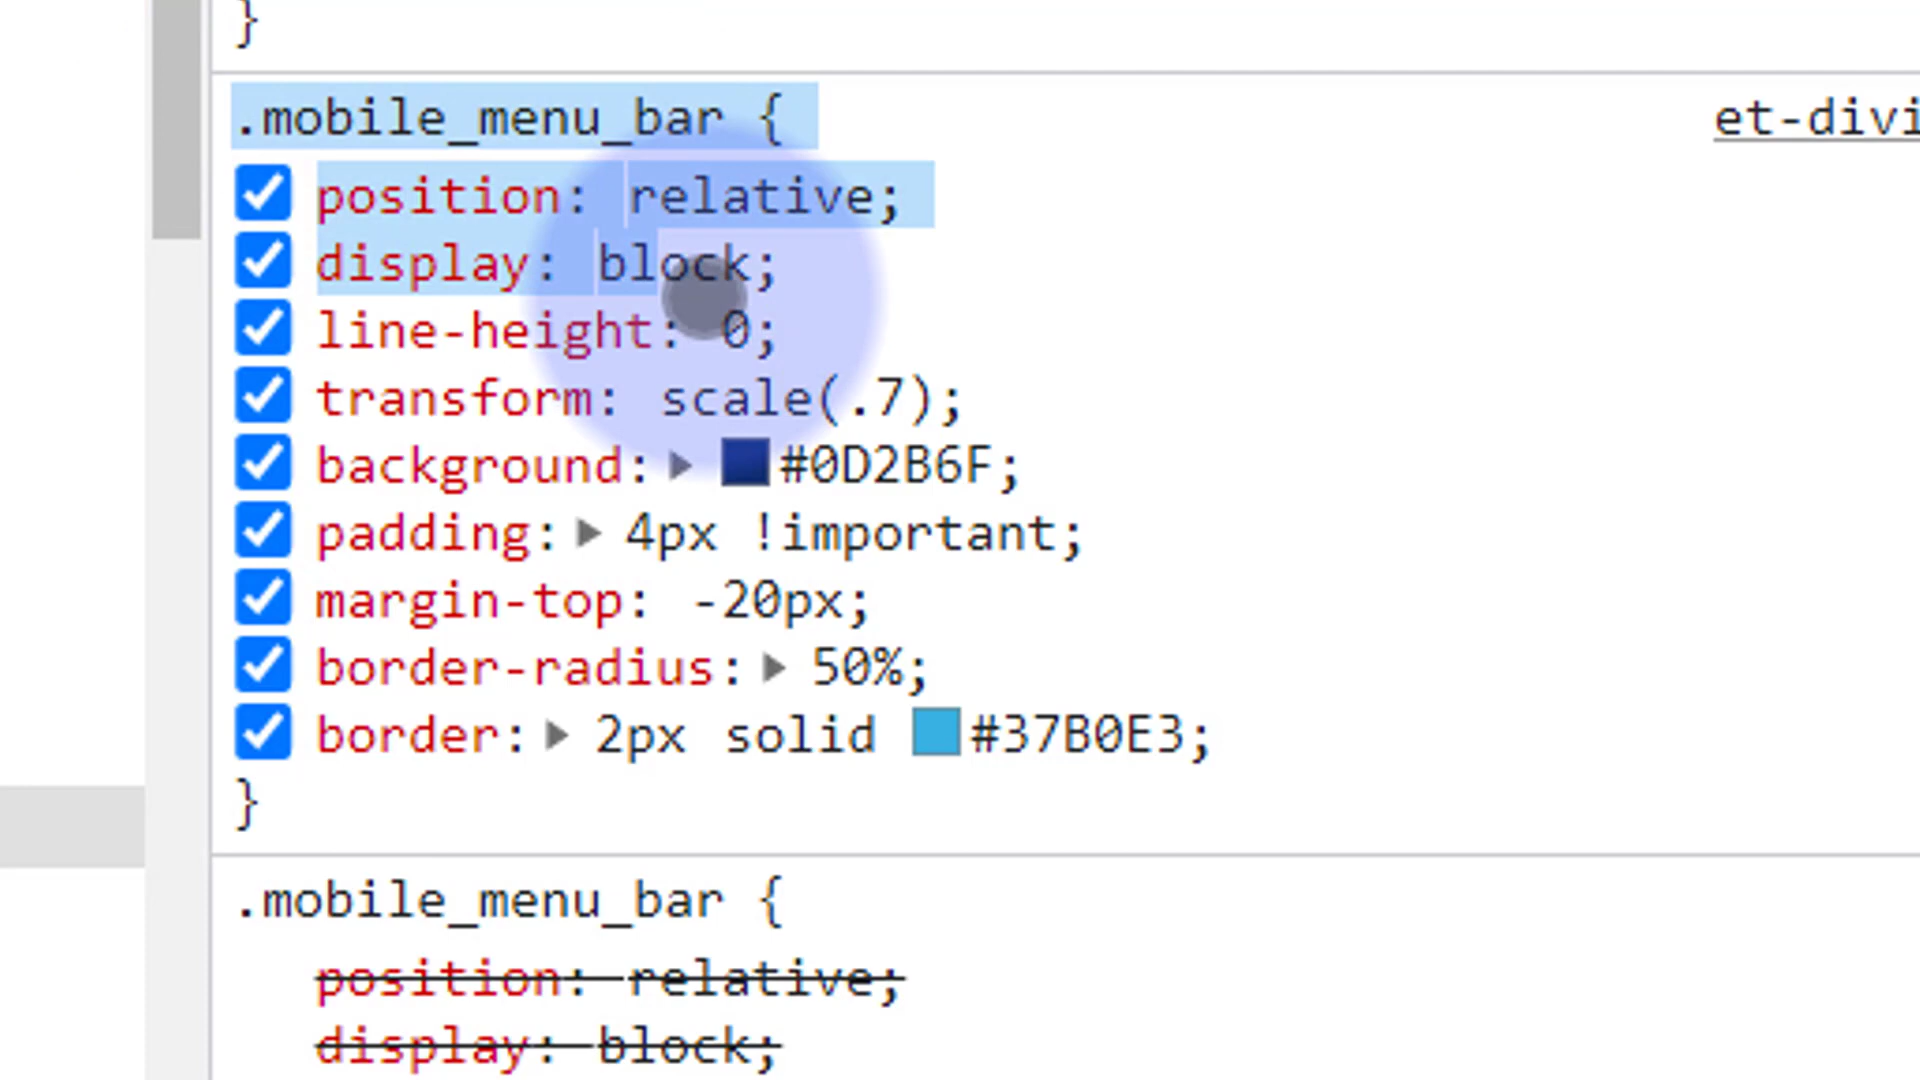 }
.mobile_menu_bar {
et-divi
position: relative;
display: block;
line-height: 0;
transform: scale(.7);
background: #0D2B6F;
padding: 4px !important;
margin-top: -20px;
border-radius: 50%;
border: 2px solid #37B0E3;
}
.mobile_menu_bar {
position: relative;
display: block;